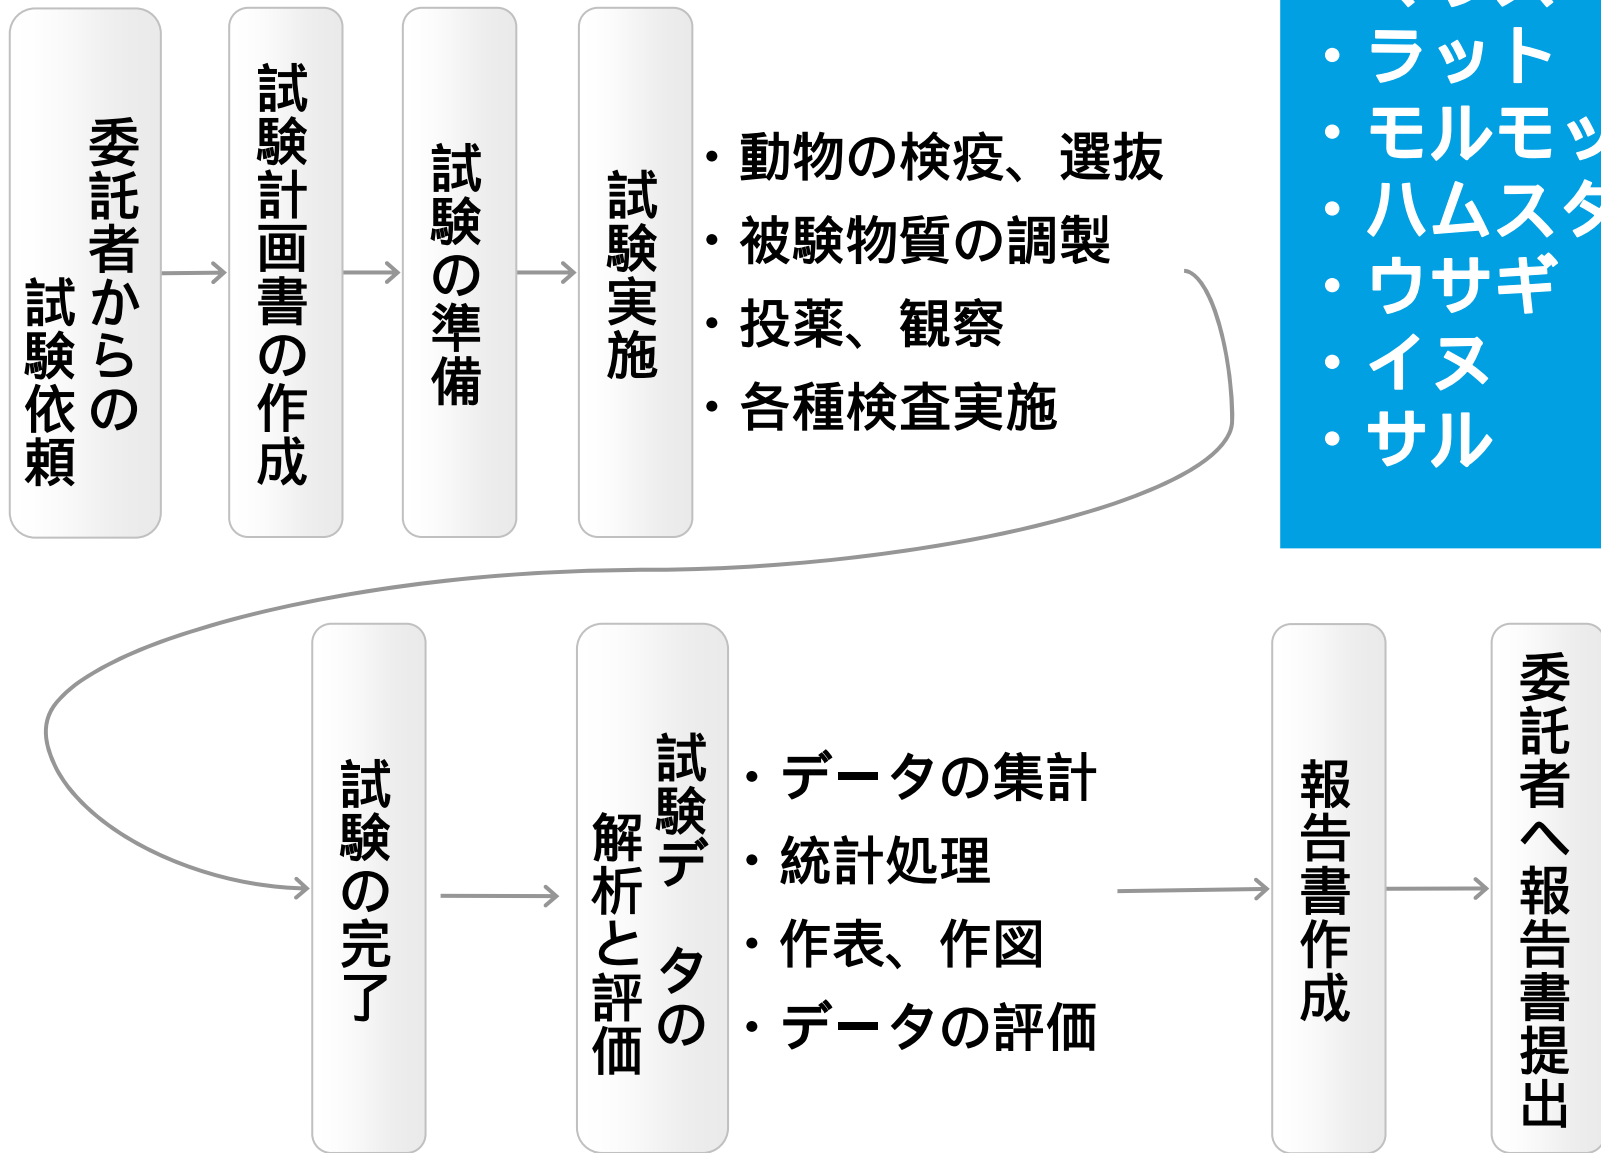 委託者からの
試験依頼
試験計画書の作成
試験の準備
試験実施
・動物の検疫、選抜
・被験物質の調製
・投薬、観察
・各種検査実施
・ラット
・モルモッ
・ハムスタ
・ウサギ
・イヌ
・サル
試験の完了
試験デ タの
解析と評価
・データの集計
・統計処理
・作表、作図
・データの評価
報告書作成
委託者へ報告書提出